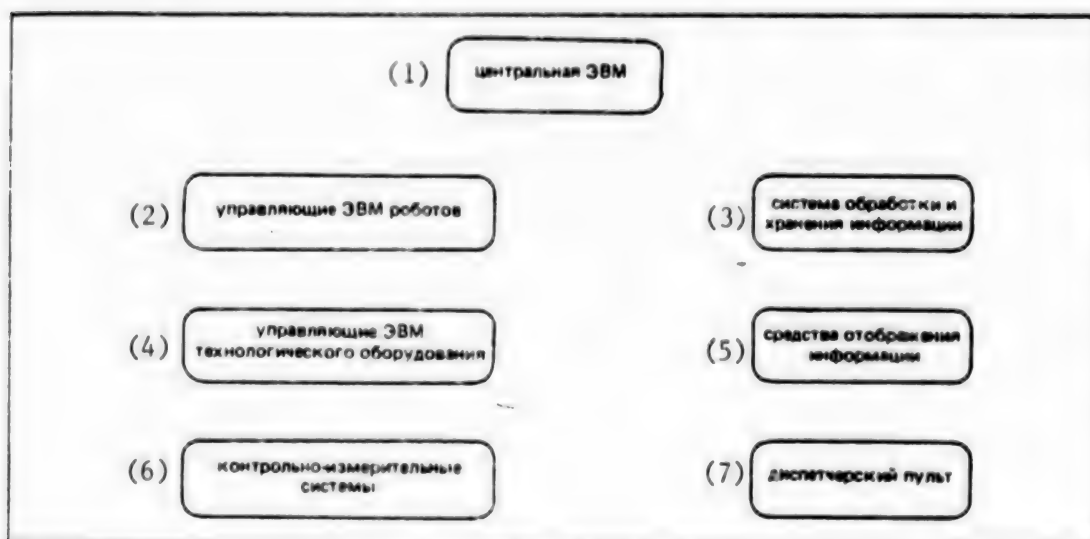 (1) центральная ЭВМ
(2) управляющие ЭВМ роботов
(3) система обработки и
хранения информации
(4) управляющие ЭВМ
технологического оборудования
(5) средства отображения
информации
(6) контрольно-измерительные
системы
(7) диспетчерский пульт